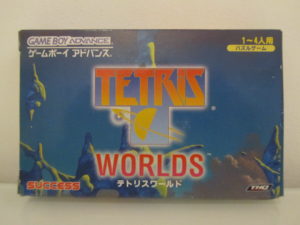 GAME BOY ADVANCE
ゲームボーイ アドバンス
1～4人用
パズルゲーム
TETRIS
WORLDS™
テトリスワールド
SUCCESS
THQ